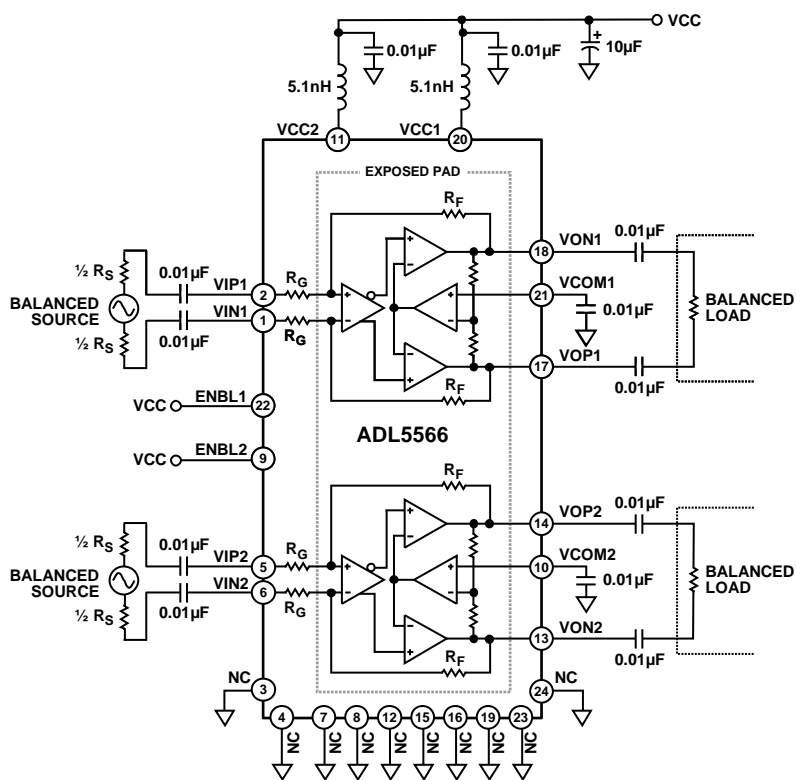 VCC
0.01µF
0.01µF
10µF
+
5.1nH
5.1nH
VCC2
VCC1
11
20
EXPOSED PAD
RF
½ RS
0.01µF
VIP1
2
RG
BALANCED
SOURCE
VIN1
1
RG
½ RS
0.01µF
+
−
+
−
+
−
−
+
RF
18
VON1
0.01µF
VCOM1
21
0.01µF
BALANCED
LOAD
17
VOP1
0.01µF
VCC
ENBL1
22
ADL5566
VCC
ENBL2
9
RF
½ RS
0.01µF
VIP2
5
RG
BALANCED
SOURCE
VIN2
6
RG
½ RS
0.01µF
+
−
+
−
+
−
−
+
RF
VOP2
14
0.01µF
VCOM2
10
0.01µF
BALANCED
LOAD
13
VON2
0.01µF
NC
3
24
NC
4
7
8
12
15
16
19
23
NC
NC
NC
NC
NC
NC
NC
NC